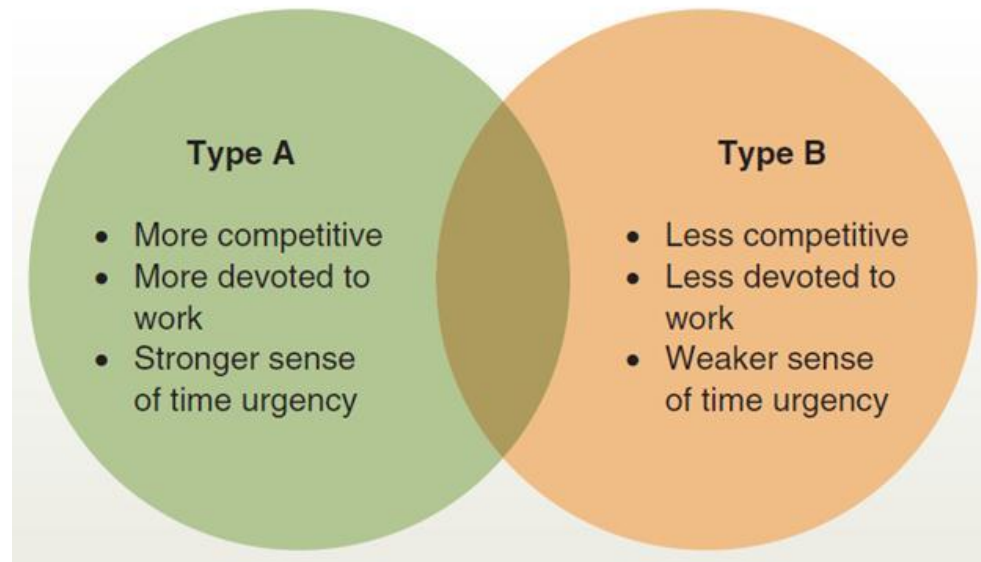 Type A
• More competitive
• More devoted to
work
• Stronger sense
of time urgency
Type B
• Less competitive
• Less devoted to
work
• Weaker sense
of time urgency